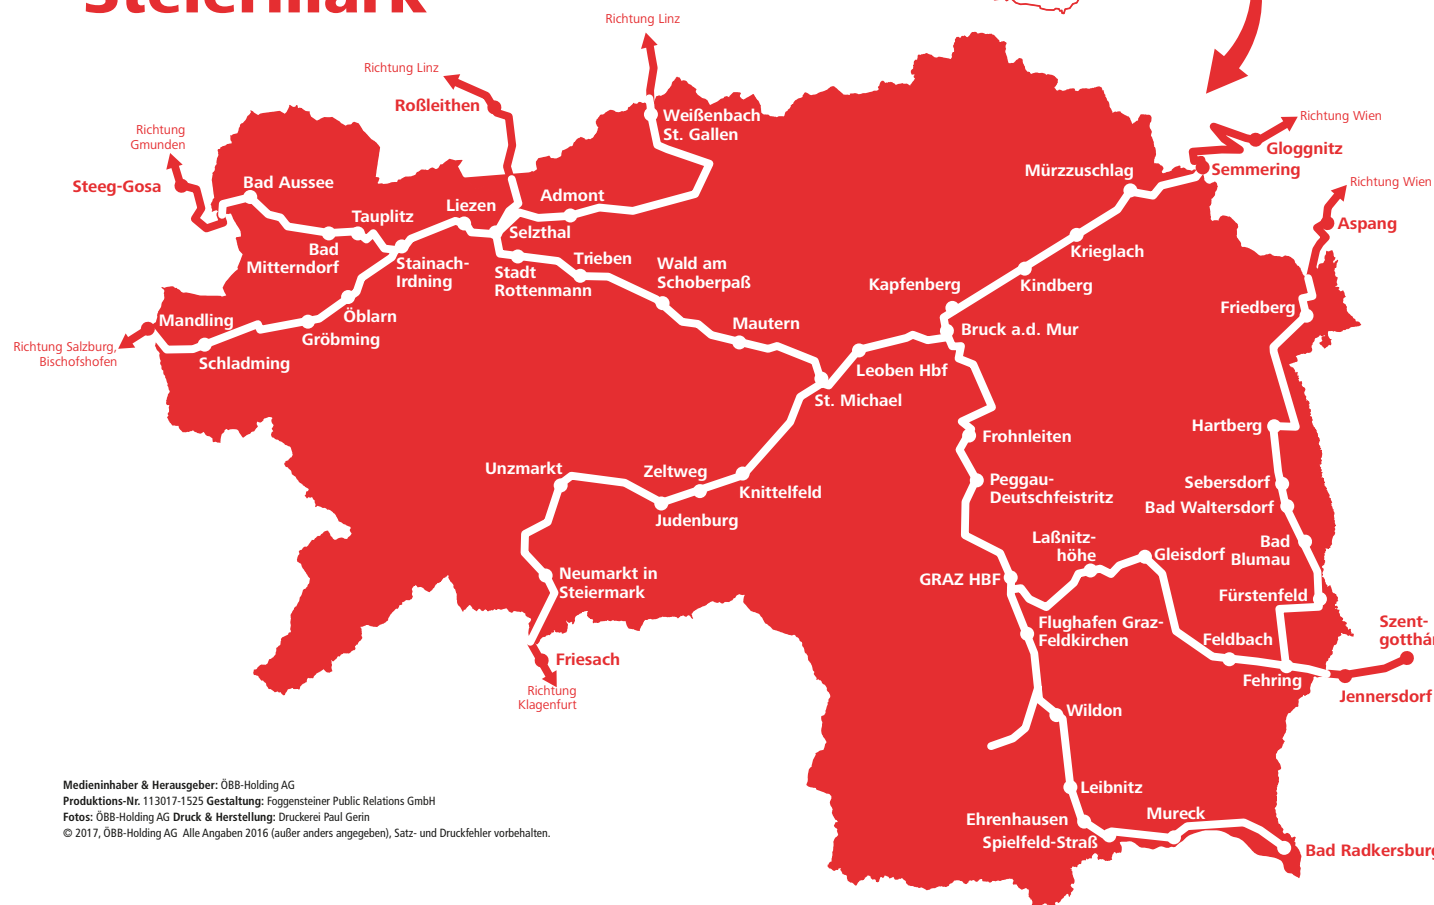 Steiermark
Richtung Linz
Richtung Linz
Roßleithen
Weißenbach
St. Gallen
Richtung Wien
Gloggnitz
Richtung
Gmunden
Steeg-Gosa
Bad Aussee
Mürzzuschlag
Semmering
Richtung Wien
Aspang
Tauplitz
Liezen
Admont
Selzthal
Bad
Mitterndorf
Stainach-
Irdning
Stadt
Rottenmann
Trieben
Wald am
Schoberpaß
Krieglach
Kapfenberg
Kindberg
Friedberg
Mandling
Öblarn
Gröbming
Mautern
Bruck a.d. Mur
Richtung Salzburg,
Bischofshofen
Schladming
Leoben Hbf
St. Michael
Hartberg
Frohnleiten
Unzmarkt
Zeltweg
Knittelfeld
Judenburg
Peggau-
Deutschfeistritz
Sebersdorf
Bad Waltersdorf
Laßnitz-
höhe
Gleisdorf
Bad
Blumau
Neumarkt in
Steiermark
GRAZ HBF
Fürstenfeld
Flughafen Graz-
Feldkirchen
Feldbach
Szent-
gotthár
Friesach
Richtung
Klagenfurt
Fehring
Jennersdorf
Wildon
Leibnitz
Ehrenhausen
Mureck
Spielfeld-Straß
Bad Radkersburg
Medieninhaber & Herausgeber: ÖBB-Holding AG
Produktions-Nr. 113017-1525 Gestaltung: Foggensteiner Public Relations GmbH
Fotos: ÖBB-Holding AG Druck & Herstellung: Druckerei Paul Gerin
© 2017, ÖBB-Holding AG Alle Angaben 2016 (außer anders angegeben), Satz- und Druckfehler vorbehalten.